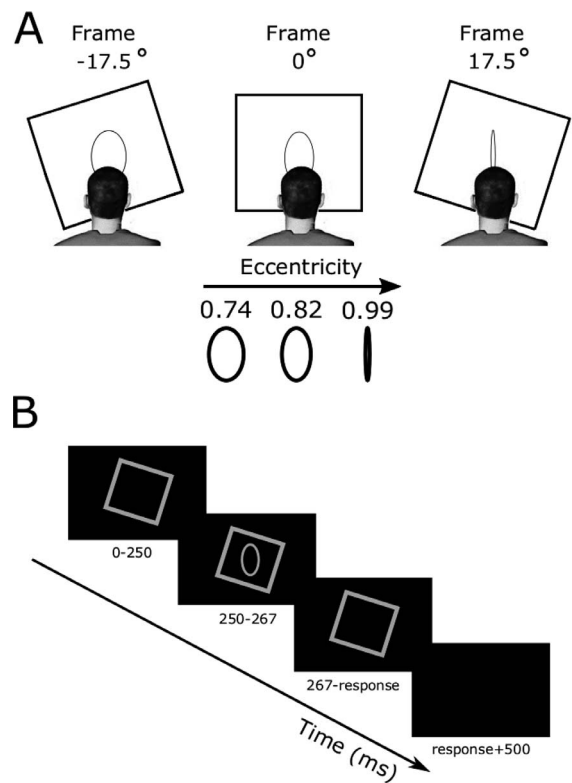 A
Frame
-17.5°
Frame
0°
Frame
17.5°
Eccentricity
0.74 0.82 0.99
B
0-250
250-267
267-response
response+500
Time (ms)